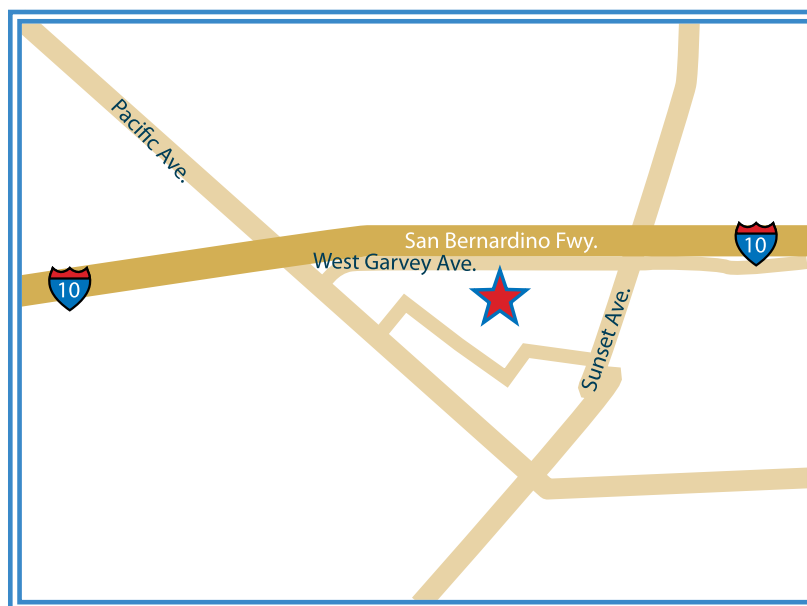 Pacific Ave.
San Bernardino Fwy.
10
West Garvey Ave.
10
Sunset Ave.